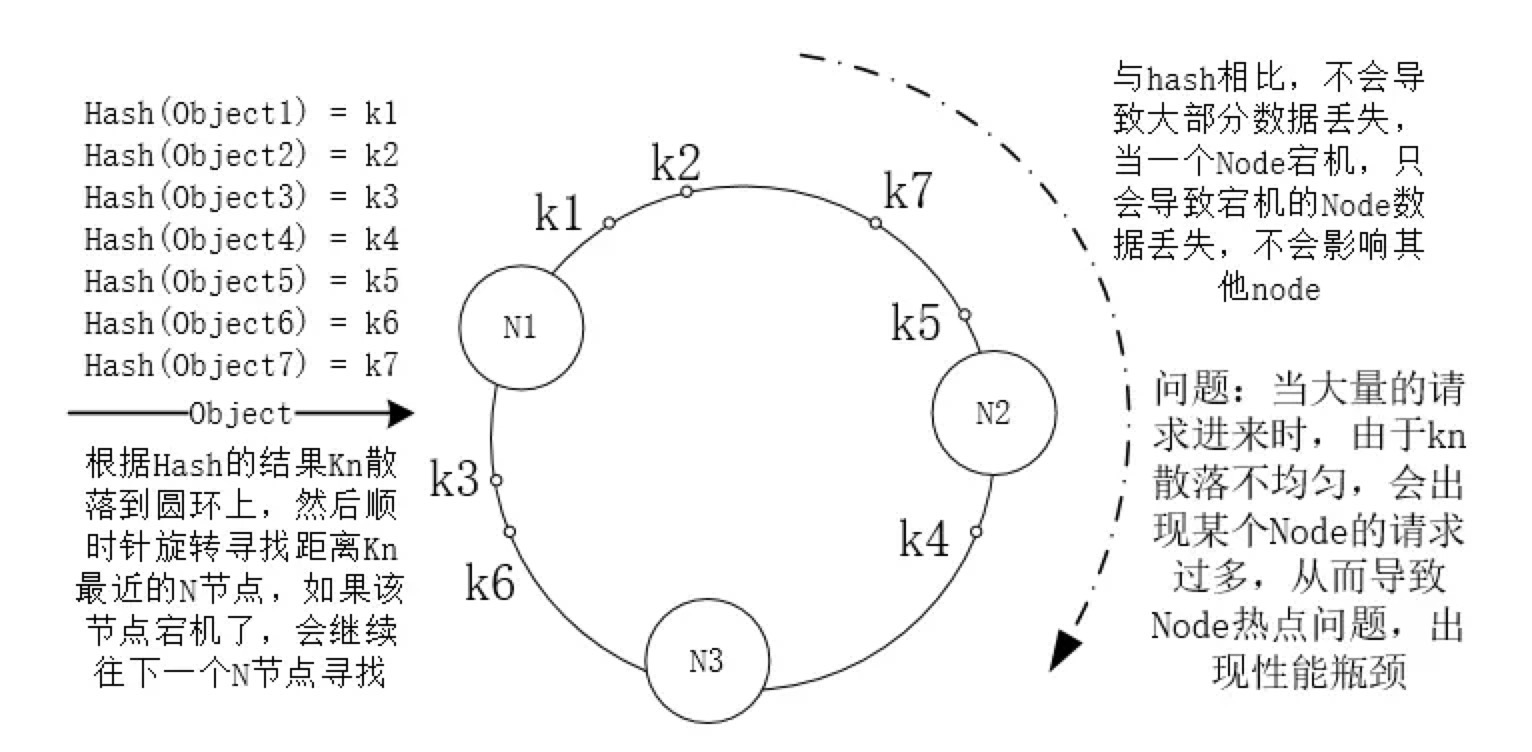 Hash(Object1) = k1
Hash(Object2) = k2
Hash(Object3) = k3
Hash(Object4) = k4
Hash(Object5) = k5
Hash(Object6) = k6
Hash(Object7) = k7
Object
根据Hash的结果Kn散
落到圆环上，然后顺
时针旋转寻找距离Kn
最近的N节点，如果该
节点宕机了，会继续
往下一个N节点寻找
k2
k1
k7
k5
N1
N2
k3
k4
k6
N3
与hash相比，不会导
致大部分数据丢失，
当一个Node宕机，只
会导致宕机的Node数
据丢失，不会影响其
他node
问题：当大量的请
求进来时，由于kn
散落不均匀，会出
现某个Node的请求
过多，从而导致
Node热点问题，出
现性能瓶颈